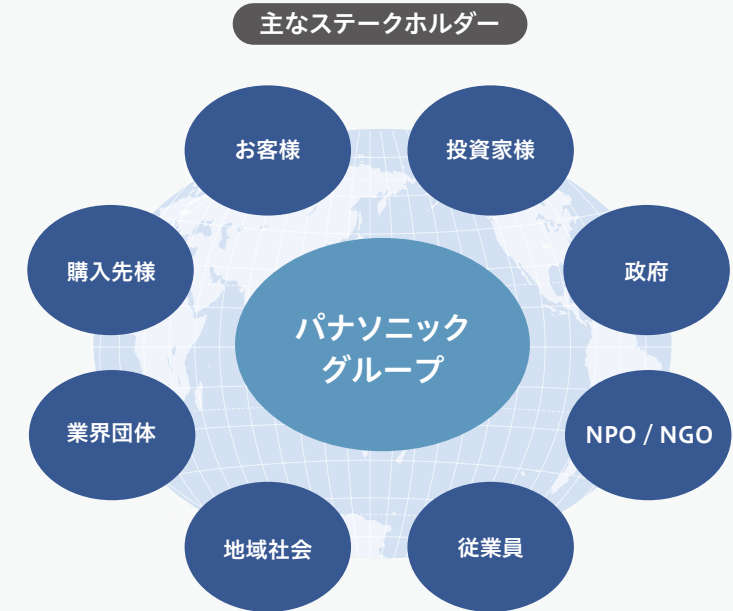 主なステークホルダー
お客様
投資家様
購入先様
政府
パナソニック
グループ
業界団体
NPO / NGO
地域社会
従業員